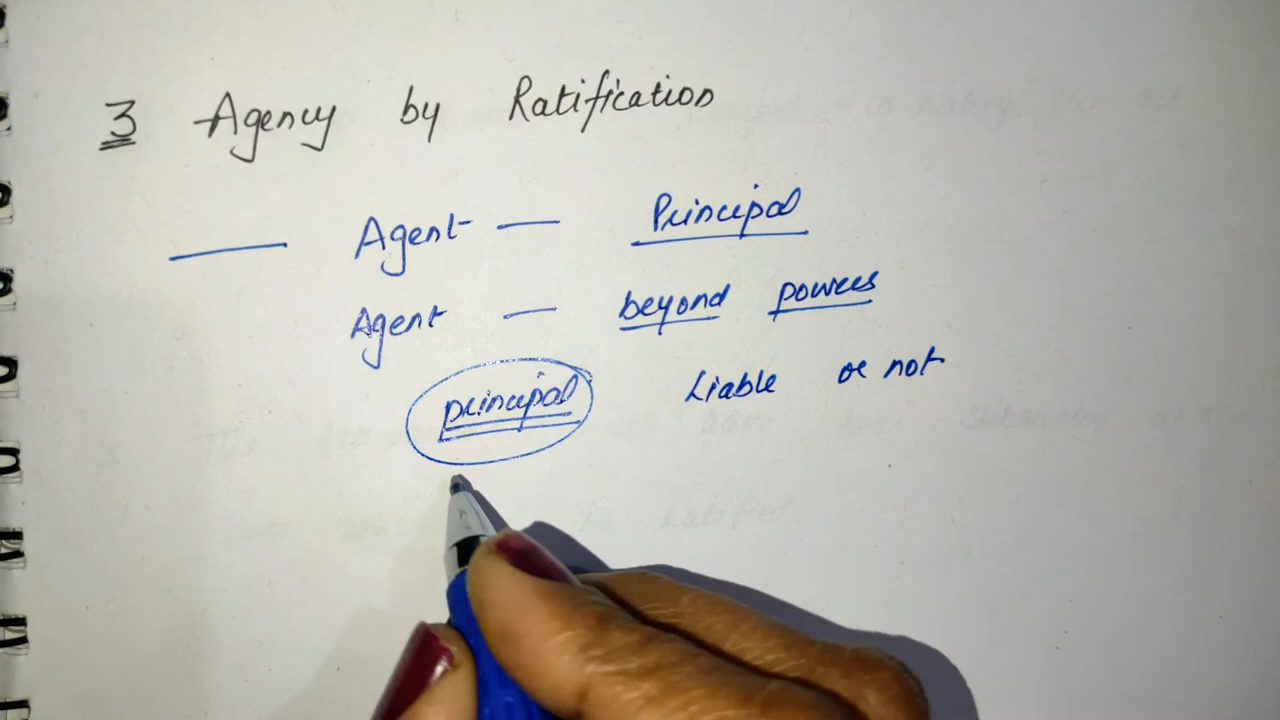 3 Agency by Ratification
Agent — Principal
Agent — beyond powers
principal Liable or not